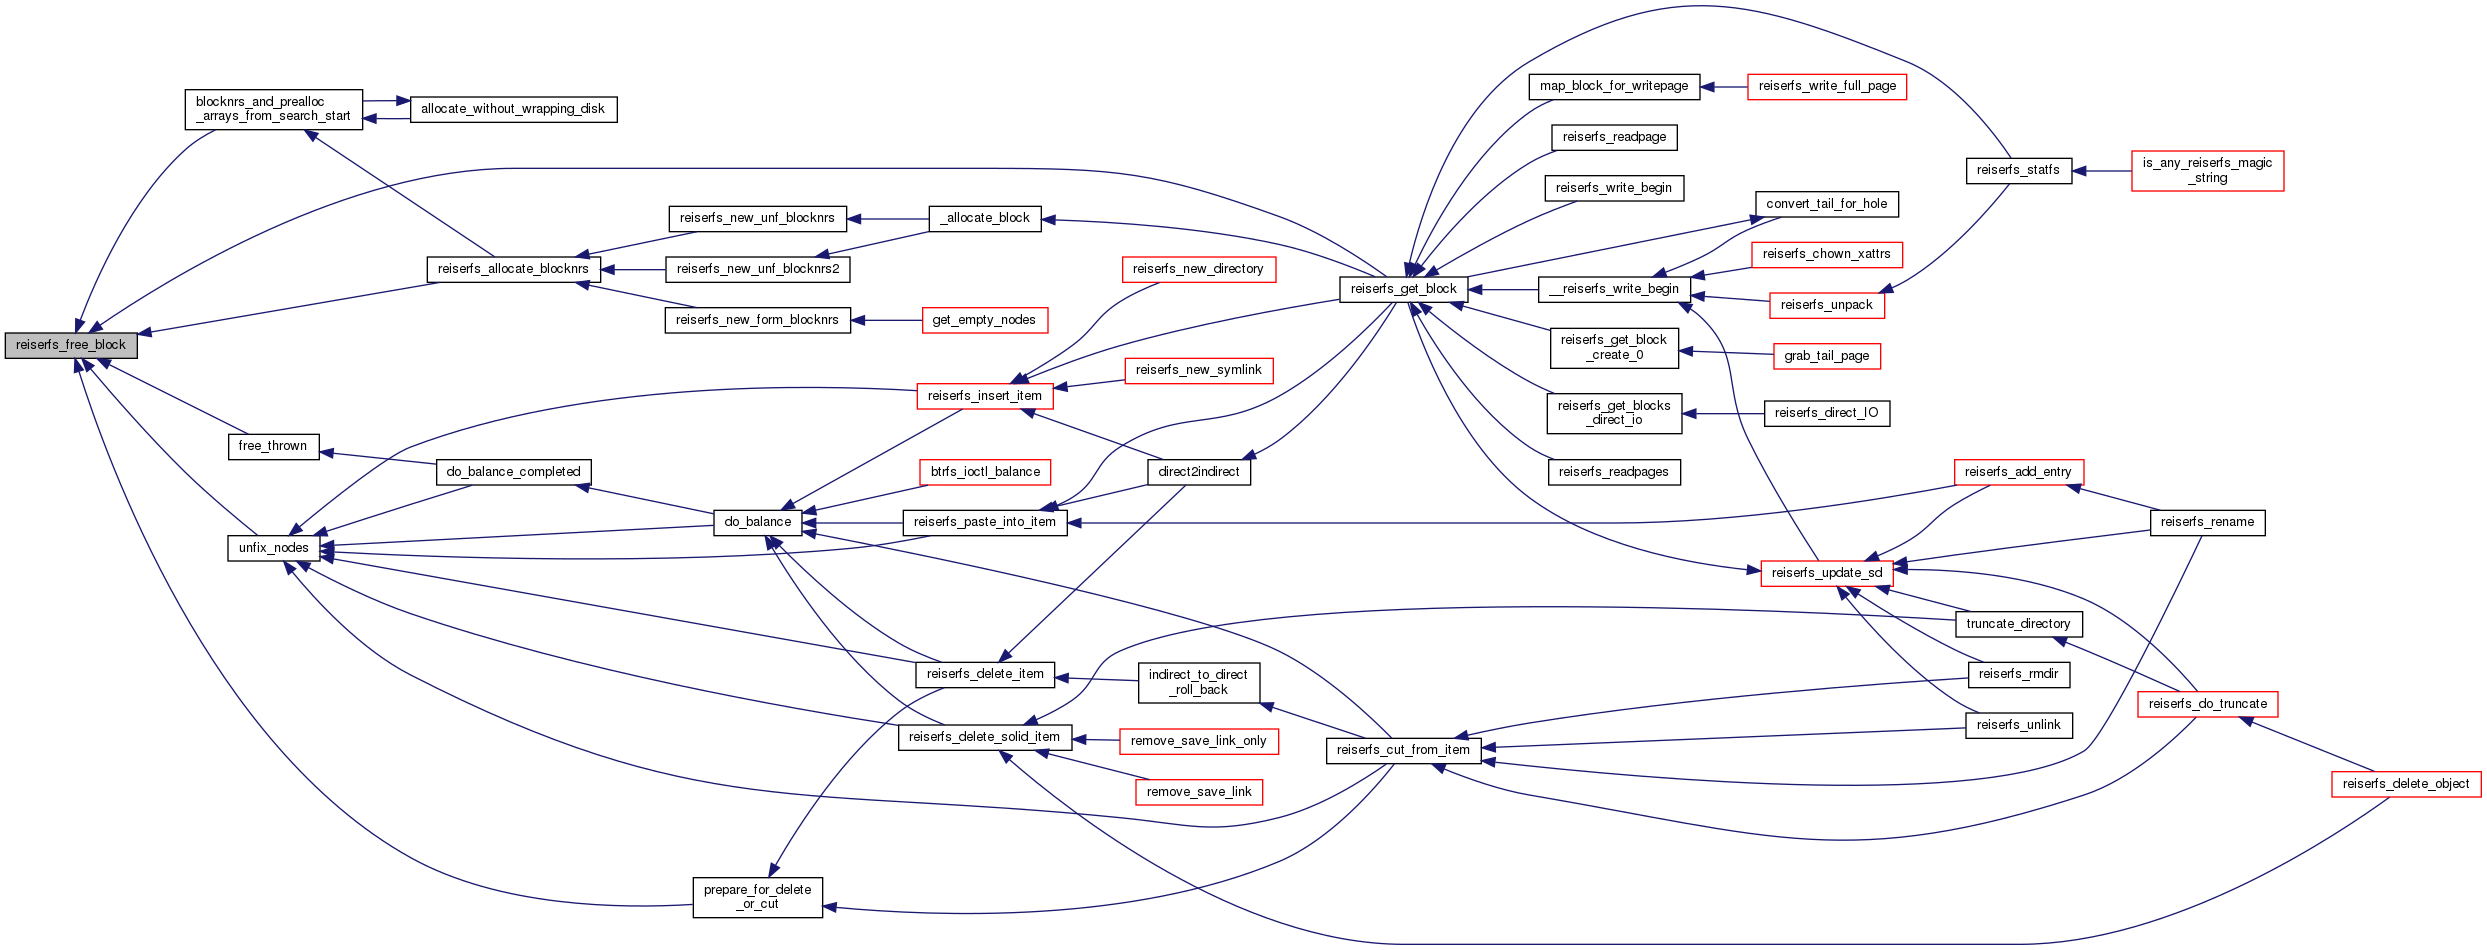 reiserfs_free_block
blocknrs_and_prealloc
_arrays_from_search_start
allocate_without_wrapping_disk
reiserfs_allocate_blocknrs
reiserfs_new_unf_blocknrs
reiserfs_new_unf_blocknrs2
reiserfs_new_form_blocknrs
_allocate_block
get_empty_nodes
free_thrown
unfix_nodes
do_balance_completed
do_balance
prepare_for_delete
_or_cut
reiserfs_insert_item
btrfs_ioctl_balance
reiserfs_paste_into_item
reiserfs_delete_item
reiserfs_delete_solid_item
reiserfs_new_directory
reiserfs_new_symlink
direct2indirect
indirect_to_direct
_roll_back
remove_save_link_only
remove_save_link
reiserfs_get_block
reiserfs_cut_from_item
map_block_for_writepage
reiserfs_readpage
reiserfs_write_begin
__reiserfs_write_begin
reiserfs_get_block
_create_0
reiserfs_get_blocks
_direct_io
reiserfs_readpages
reiserfs_write_full_page
convert_tail_for_hole
reiserfs_chown_xattrs
reiserfs_unpack
grab_tail_page
reiserfs_direct_IO
reiserfs_update_sd
reiserfs_statfs
reiserfs_add_entry
truncate_directory
reiserfs_rmdir
reiserfs_unlink
is_any_reiserfs_magic
_string
reiserfs_rename
reiserfs_do_truncate
reiserfs_delete_object